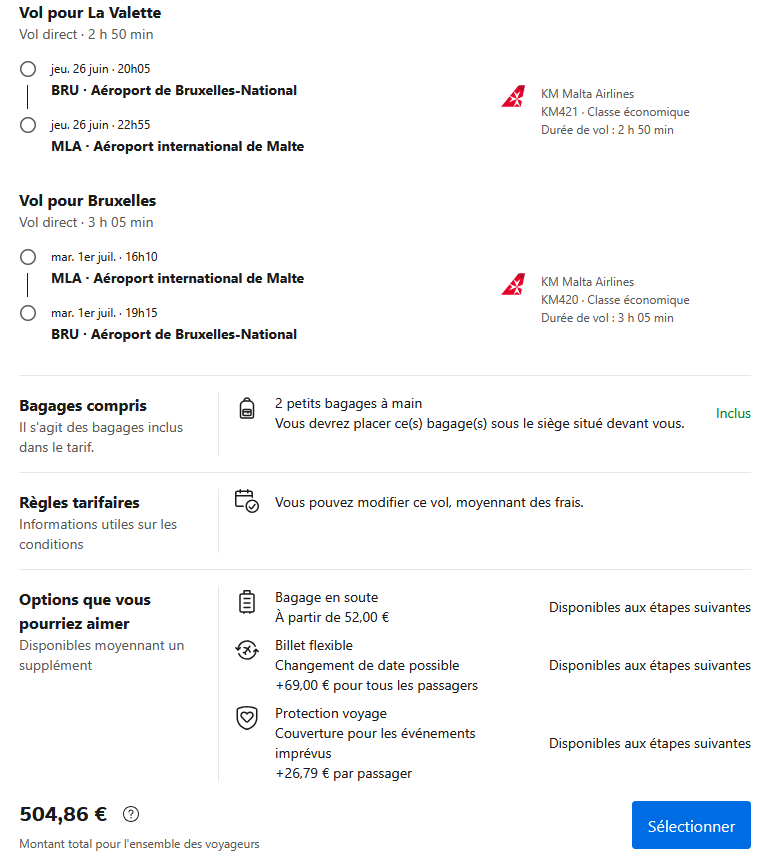 Vol pour La Valette
Vol direct · 2 h 50 min
jeu. 26 juin · 20h05
BRU · Aéroport de Bruxelles-National
jeu. 26 juin · 22h55
MLA · Aéroport international de Malte
KM Malta Airlines
KM421 · Classe économique
Durée de vol : 2 h 50 min
Vol pour Bruxelles
Vol direct · 3 h 05 min
mar. 1er juil. · 16h10
MLA · Aéroport international de Malte
mar. 1er juil. · 19h15
BRU · Aéroport de Bruxelles-National
KM Malta Airlines
KM420 · Classe économique
Durée de vol : 3 h 05 min
Bagages compris
Il s'agit des bagages inclus
dans le tarif.
2 petits bagages à main
Vous devrez placer ce(s) bagage(s) sous le siège situé devant vous.
Inclus
Règles tarifaires
Informations utiles sur les
conditions
Vous pouvez modifier ce vol, moyennant des frais.
Options que vous
pourriez aimer
Disponibles moyennant un
supplément
Bagage en soute
À partir de 52,00 €
Disponibles aux étapes suivantes
Billet flexible
Changement de date possible
+69,00 € pour tous les passagers
Disponibles aux étapes suivantes
Protection voyage
Couverture pour les événements
imprévus
+26,79 € par passager
Disponibles aux étapes suivantes
504,86 € ?
Montant total pour l'ensemble des voyageurs
Sélectionner